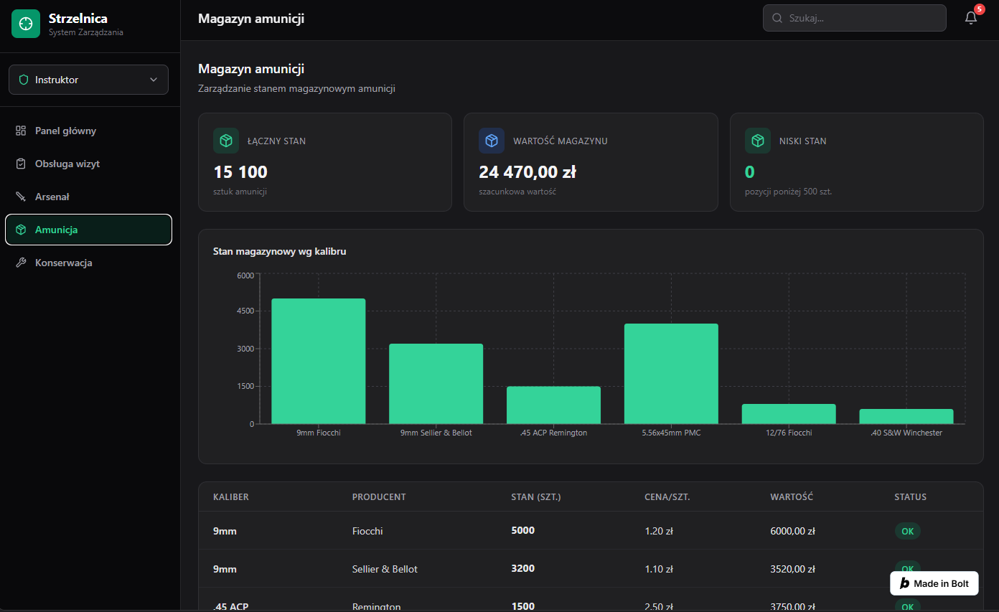 Strzelnica
System Zarządzania
Instruktor
Panel główny
Obsługa wizyt
Arsenał
Amunicja
Konserwacja
Magazyn amunicji
Szukaj...
5
Magazyn amunicji
Zarządzanie stanem magazynowym amunicji
ŁĄCZNY STAN
15 100
sztuk amunicji
WARTOŚĆ MAGAZYNU
24 470,00 zł
szacunkowa wartość
NISKI STAN
0
pozycji poniżej 500 szt.
Stan magazynowy wg kalibru
6000
4500
3000
1500
0
9mm Fiocchi
9mm Sellier & Bellot
.45 ACP Remington
5.56x45mm PMC
12/76 Fiocchi
.40 S&W Winchester
KALIBER PRODUCENT STAN (SZT.) CENA/SZT. WARTOŚĆ STATUS
9mm Fiocchi 5000 1.20 zł 6000,00 zł OK
9mm Sellier & Bellot 3200 1.10 zł 3520,00 zł OK
.45 ACP Remington 1500 2.50 zł 3750,00 zł OK
b Made in Bolt